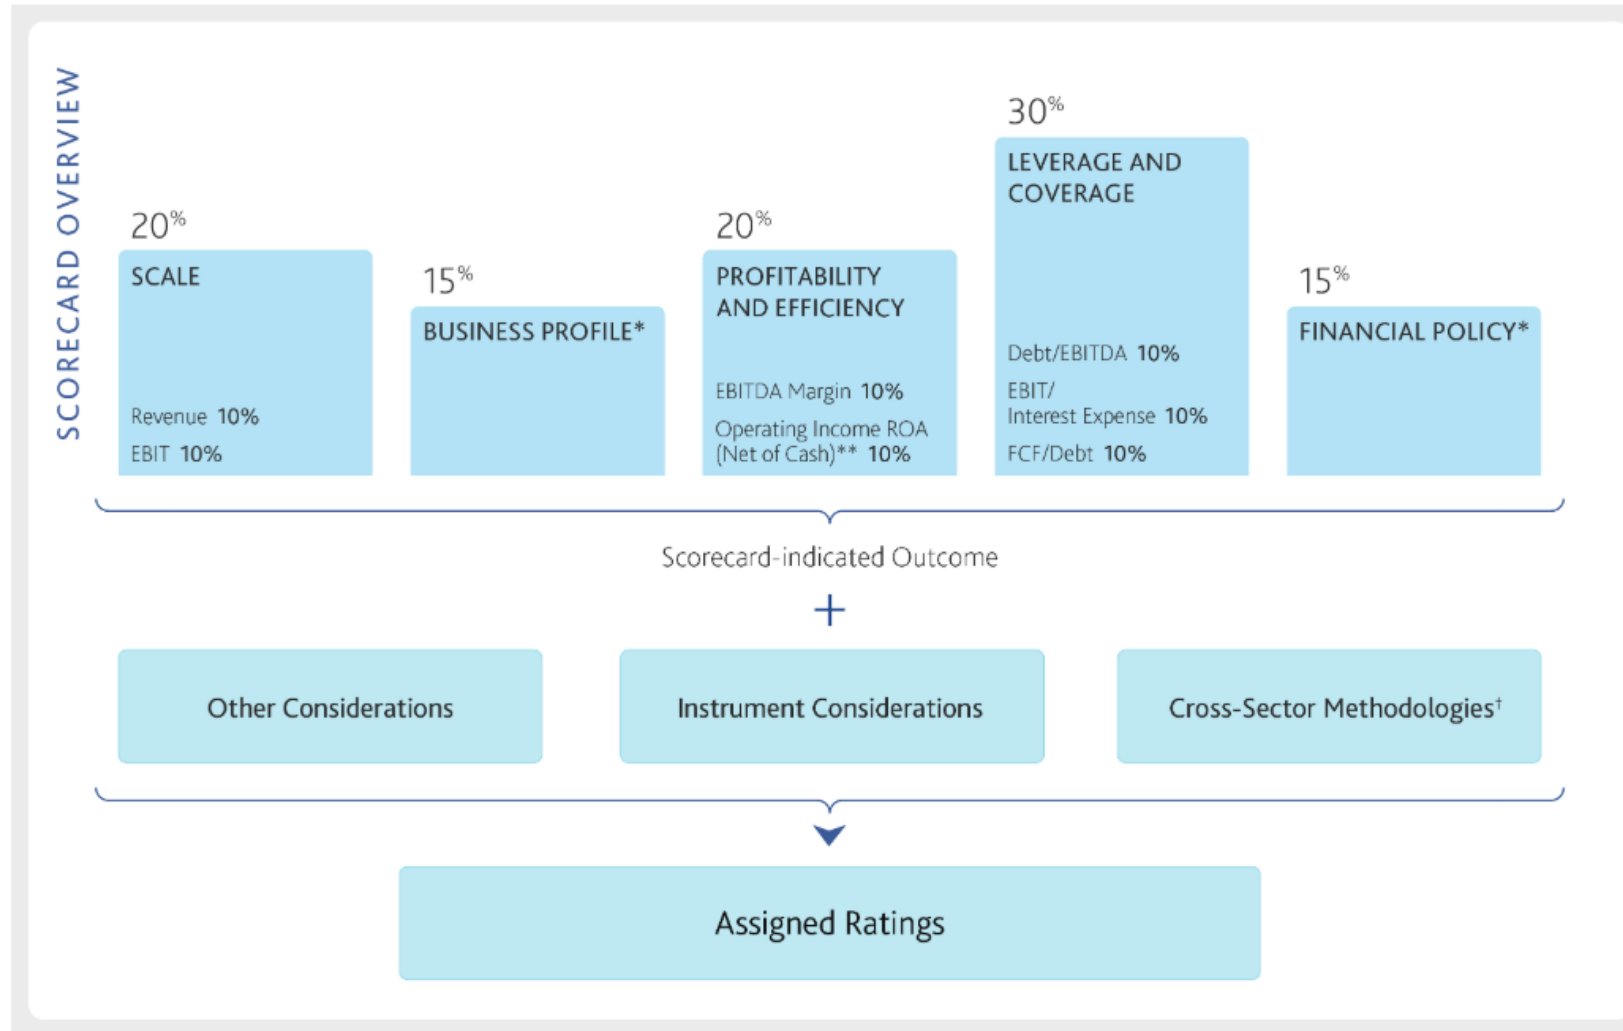 SCORECARD OVERVIEW
20%
SCALE
Revenue 10%
EBIT 10%
15%
BUSINESS PROFILE*
20%
PROFITABILITY
AND EFFICIENCY
EBITDA Margin 10%
Operating Income ROA
(Net of Cash)** 10%
30%
LEVERAGE AND
COVERAGE
Debt/EBITDA 10%
EBIT/
Interest Expense 10%
FCF/Debt 10%
15%
FINANCIAL POLICY*
Scorecard-indicated Outcome
+
Other Considerations
Instrument Considerations
Cross-Sector Methodologies†
Assigned Ratings